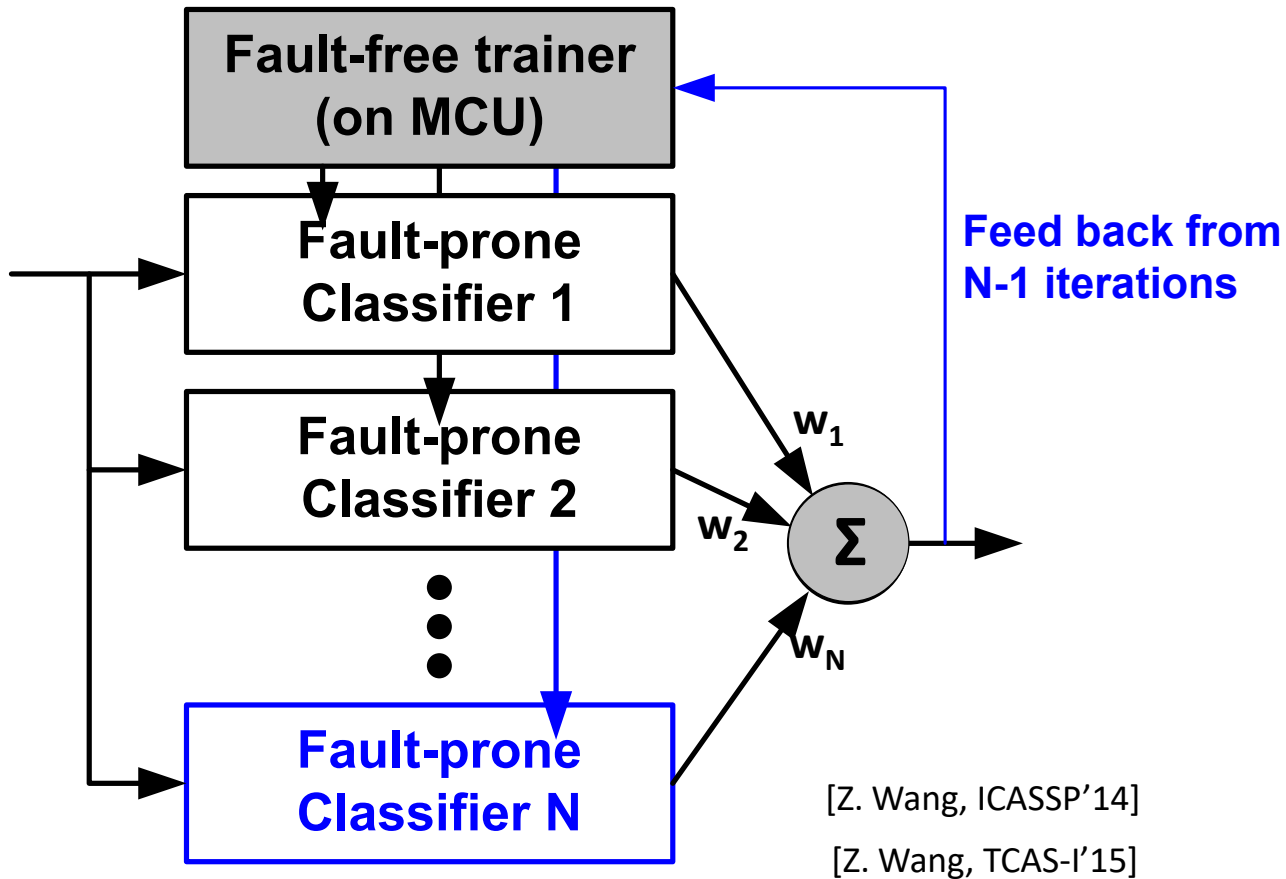 Fault-free trainer
(on MCU)
Fault-prone
Classifier 1
Feed back from
N-1 iterations
Fault-prone
Classifier 2
w1
w2
Σ
wN
Fault-prone
Classifier N
[Z. Wang, ICASSP’14]
[Z. Wang, TCAS-I’15]